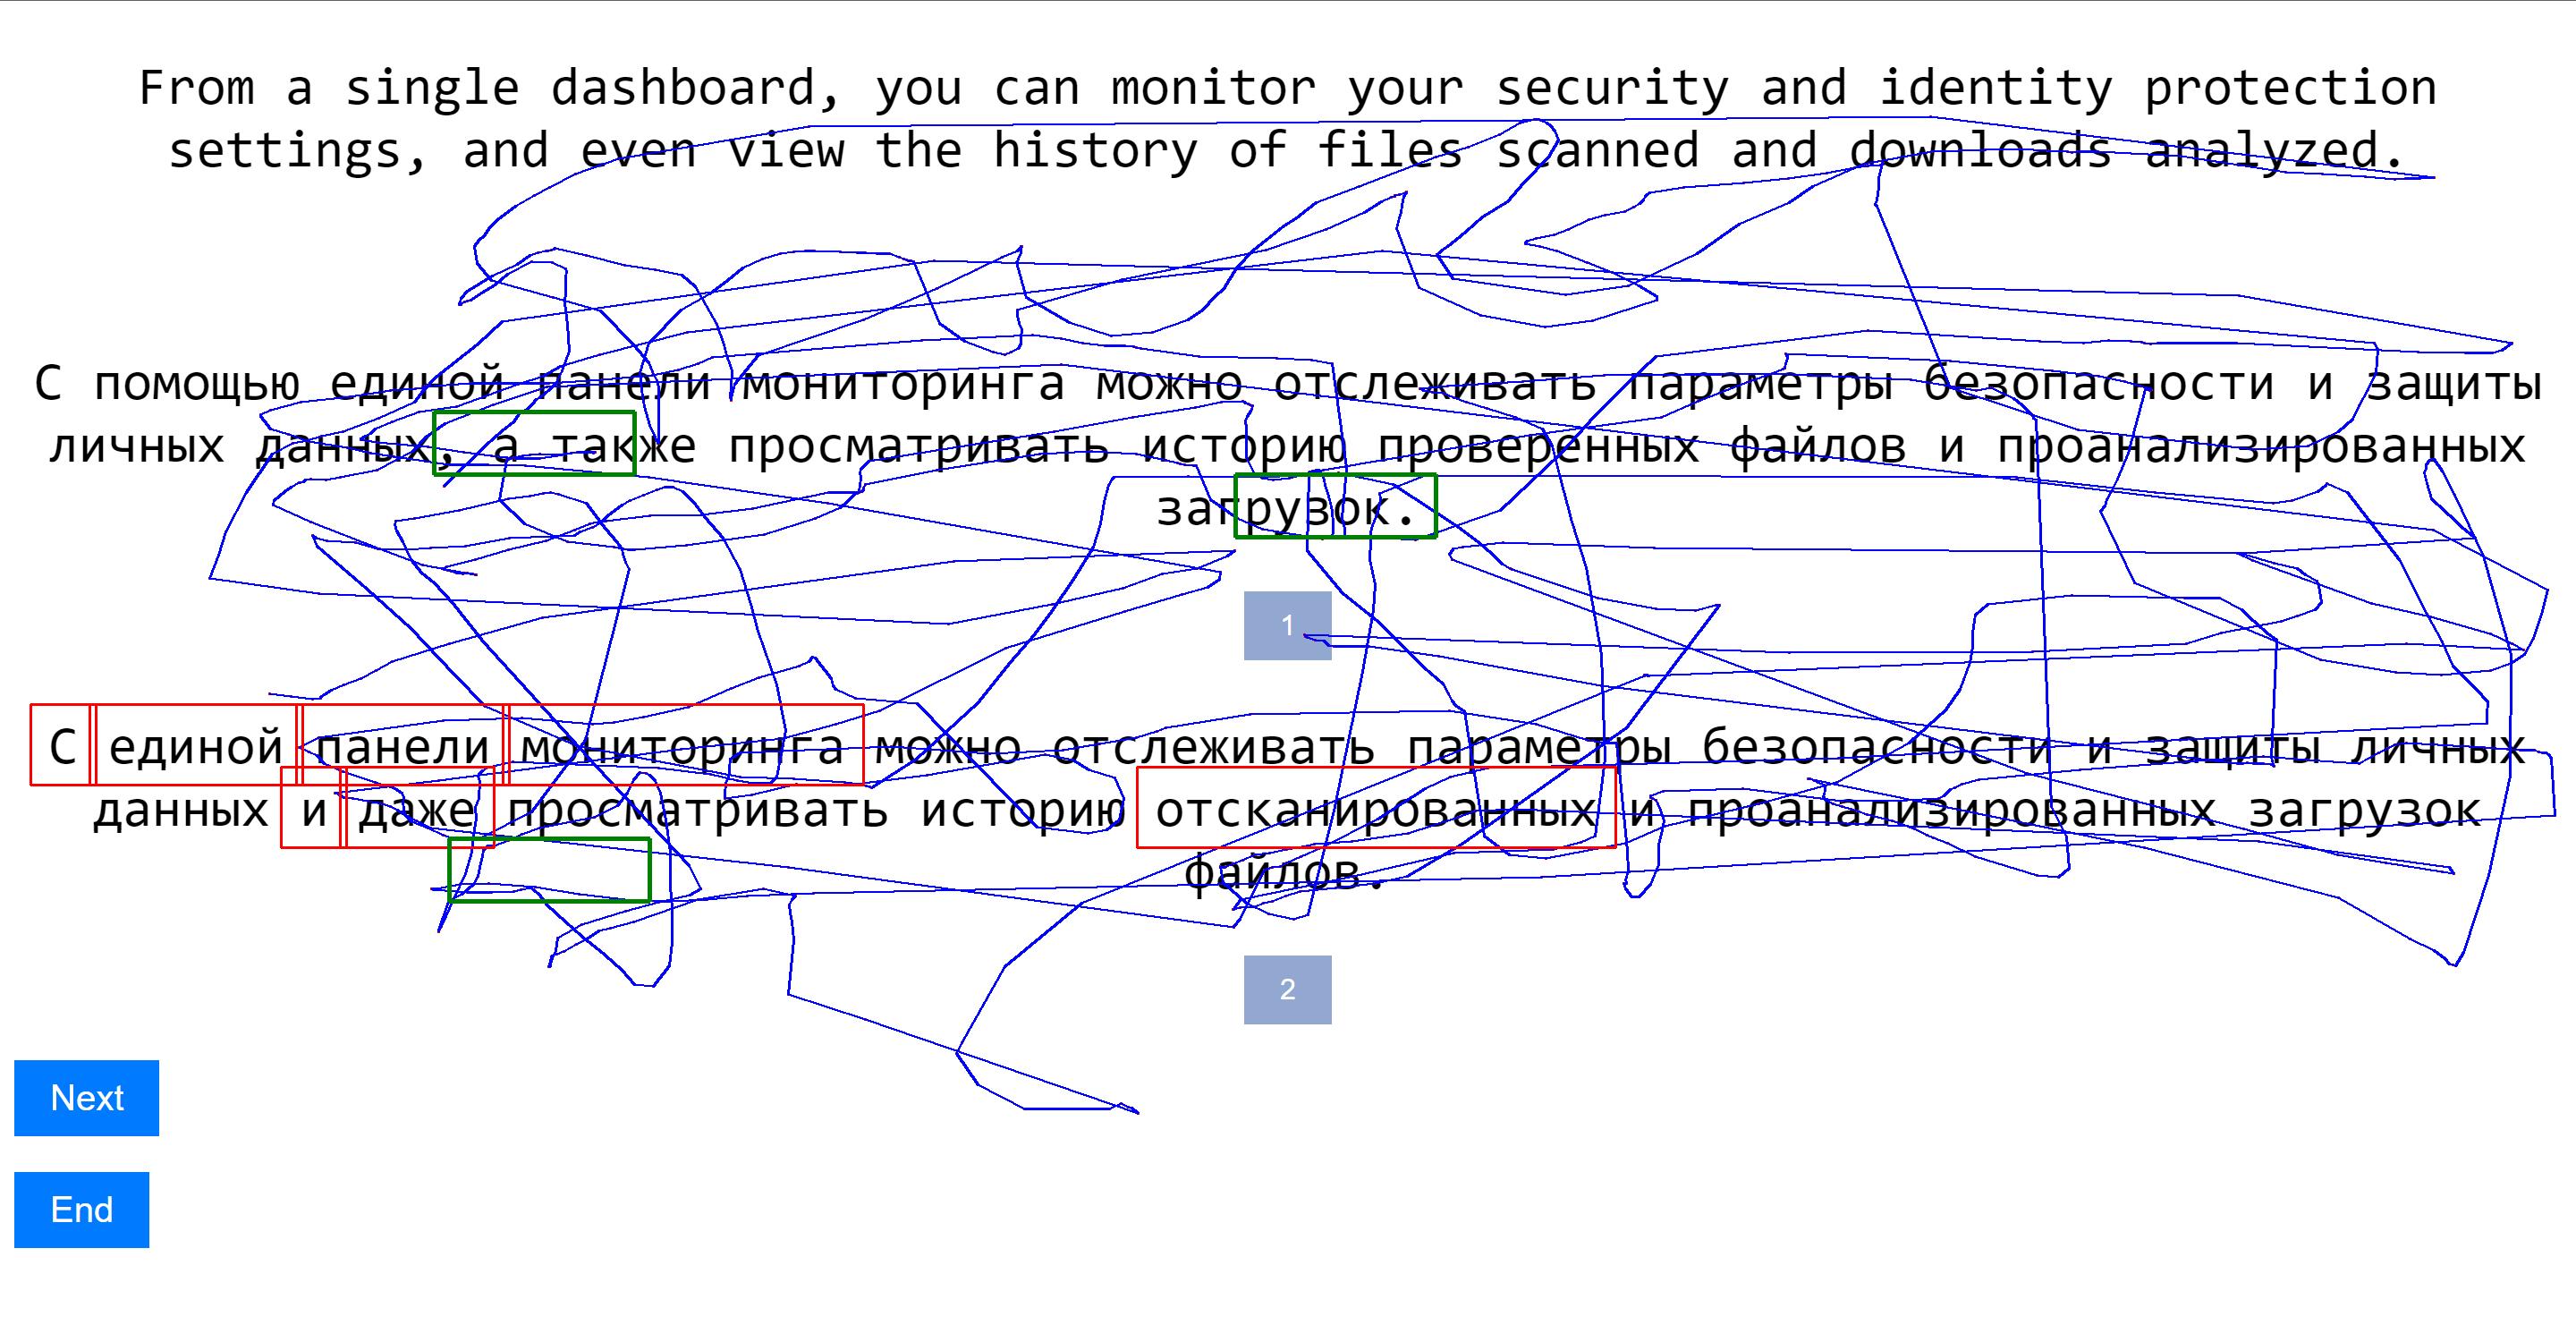 From a single dashboard, you can monitor your security and identity protection
settings, and even view the history of files scanned and downloads analyzed.
С помощью единой панели мониторинга можно отслеживать параметры безопасности и защиты
личных данных, а также просматривать историю проверенных файлов и проанализированных
загрузок.
1
С единой панели мониторинга можно отслеживать параметры безопасности и защиты личных
данных и даже просматривать историю отсканированных и проанализированных загрузок
файлов.
2
Next
End